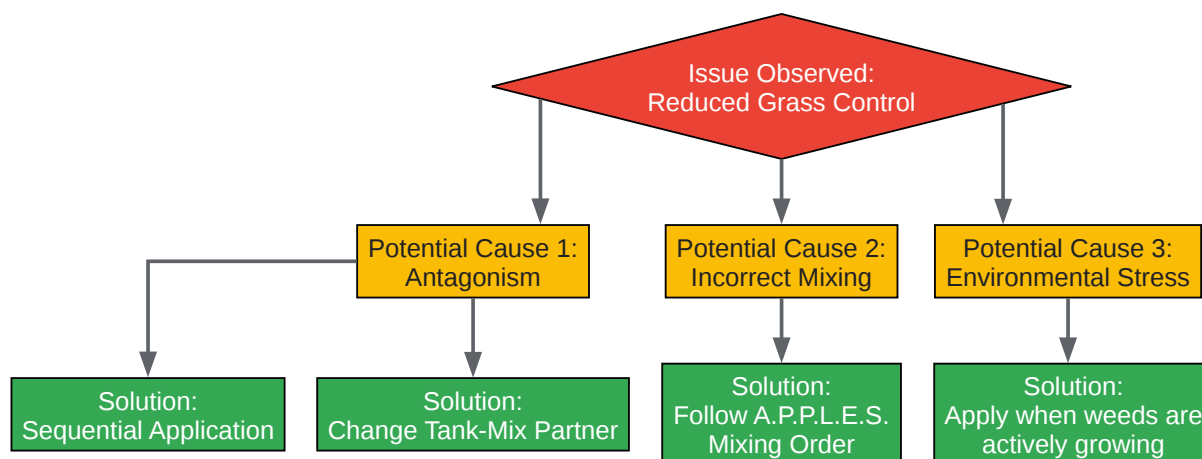 Issue Observed:
Reduced Grass Control
Potential Cause 1:
Antagonism
Potential Cause 2:
Incorrect Mixing
Potential Cause 3:
Environmental Stress
Solution:
Sequential Application
Solution:
Change Tank-Mix Partner
Solution:
Follow A.P.P.L.E.S.
Mixing Order
Solution:
Apply when weeds are
actively growing